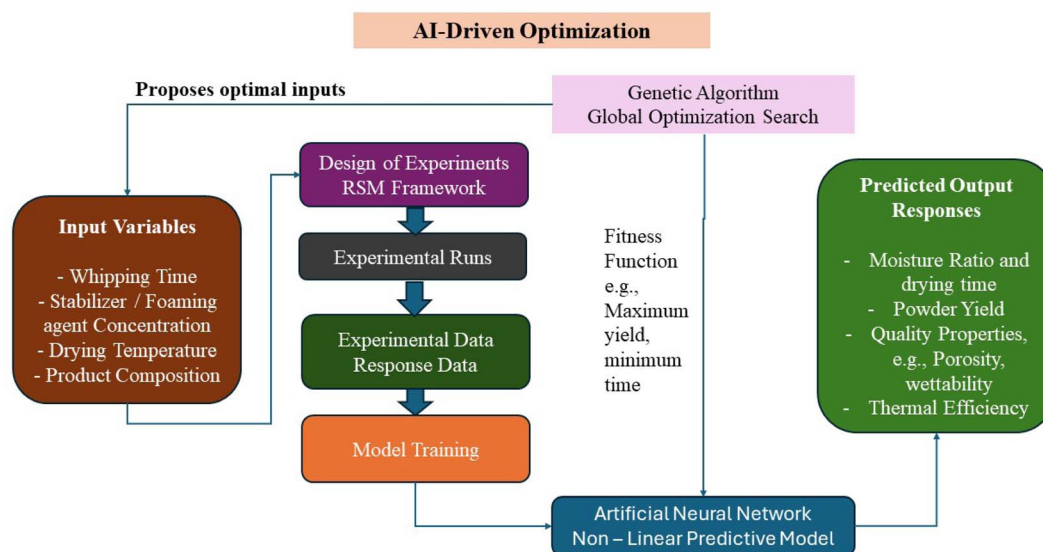 AI-Driven Optimization
Proposes optimal inputs
Genetic Algorithm
Global Optimization Search
Design of Experiments
RSM Framework
Input Variables
- Whipping Time
- Stabilizer / Foaming
agent Concentration
- Drying Temperature
- Product Composition
Experimental Runs
Experimental Data
Response Data
Model Training
Fitness
Function
e.g.,
Maximum
yield,
minimum
time
Predicted Output
Responses
- Moisture Ratio and
drying time
- Powder Yield
- Quality Properties,
e.g., Porosity,
wettability
- Thermal Efficiency
Artificial Neural Network
Non – Linear Predictive Model